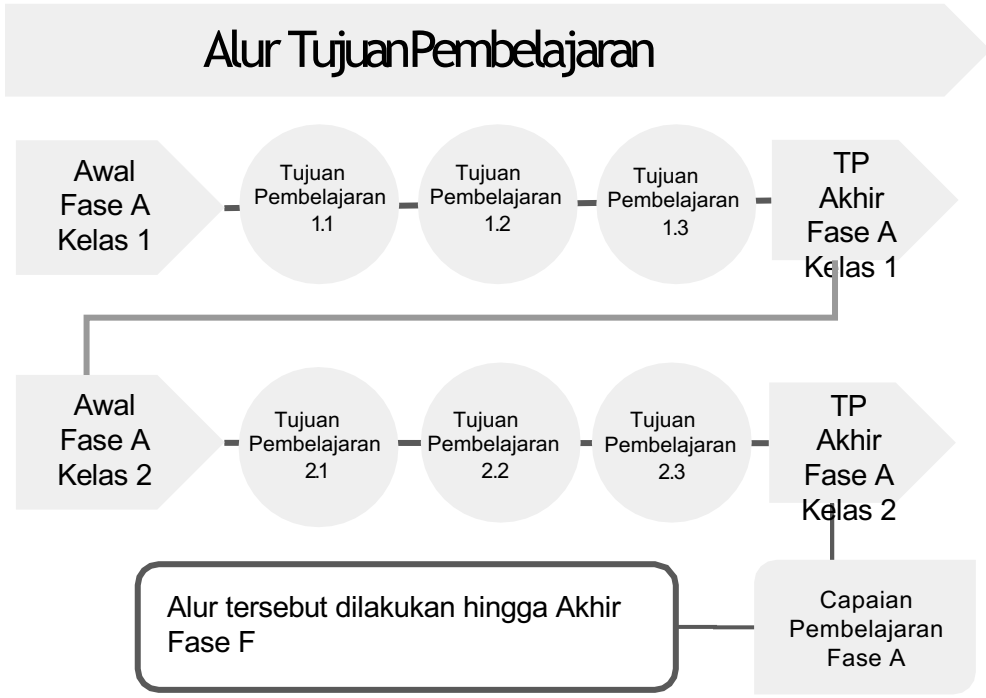 Alur Tujuan Pembelajaran
Awal
Fase A
Kelas 1
Tujuan
Pembelajaran
1.1
Tujuan
Pembelajaran
1.2
Tujuan
Pembelajaran
1.3
TP
Akhir
Fase A
Kelas 1
Awal
Fase A
Kelas 2
Tujuan
Pembelajaran
2.1
Tujuan
Pembelajaran
2.2
Tujuan
Pembelajaran
2.3
TP
Akhir
Fase A
Kelas 2
Alur tersebut dilakukan hingga Akhir
Fase F
Capaian
Pembelajaran
Fase A